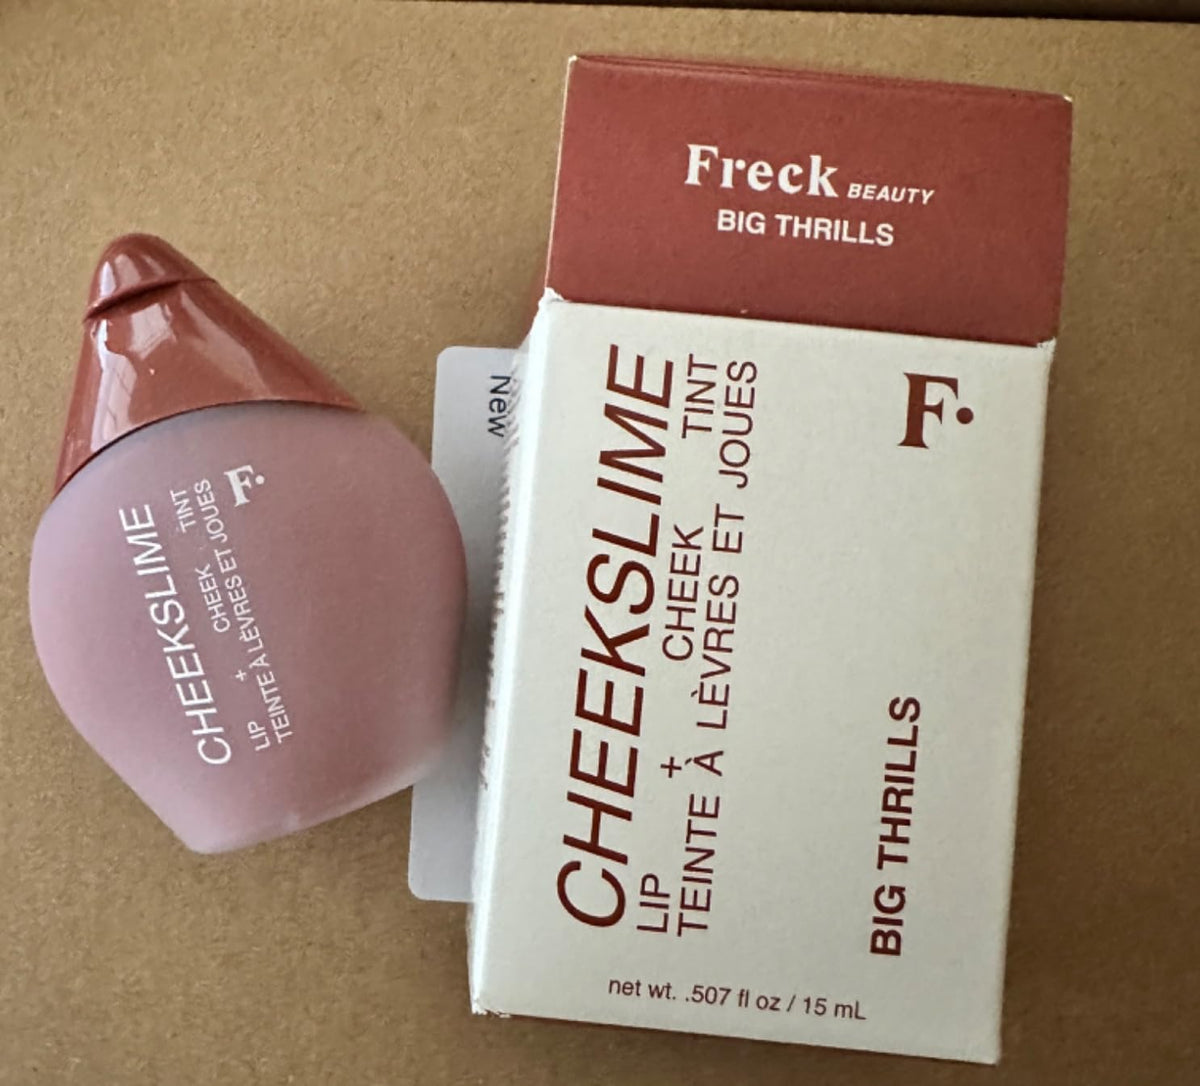 Freck BEAUTY
BIG THRILLS
CHEEKSLIME
LIP + CHEEK TINT
TEINTE À LÈVRES ET JOUES
F.
BIG THRILLS
net wt. .507 fl oz / 15 mL
New
CHEEKSLIME
LIP + CHEEK TINT
TEINTE À LÈVRES ET JOUES
F.